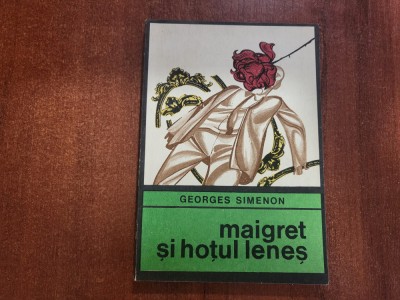 GEORGES SIMENON
maigret
și hoțul leneș